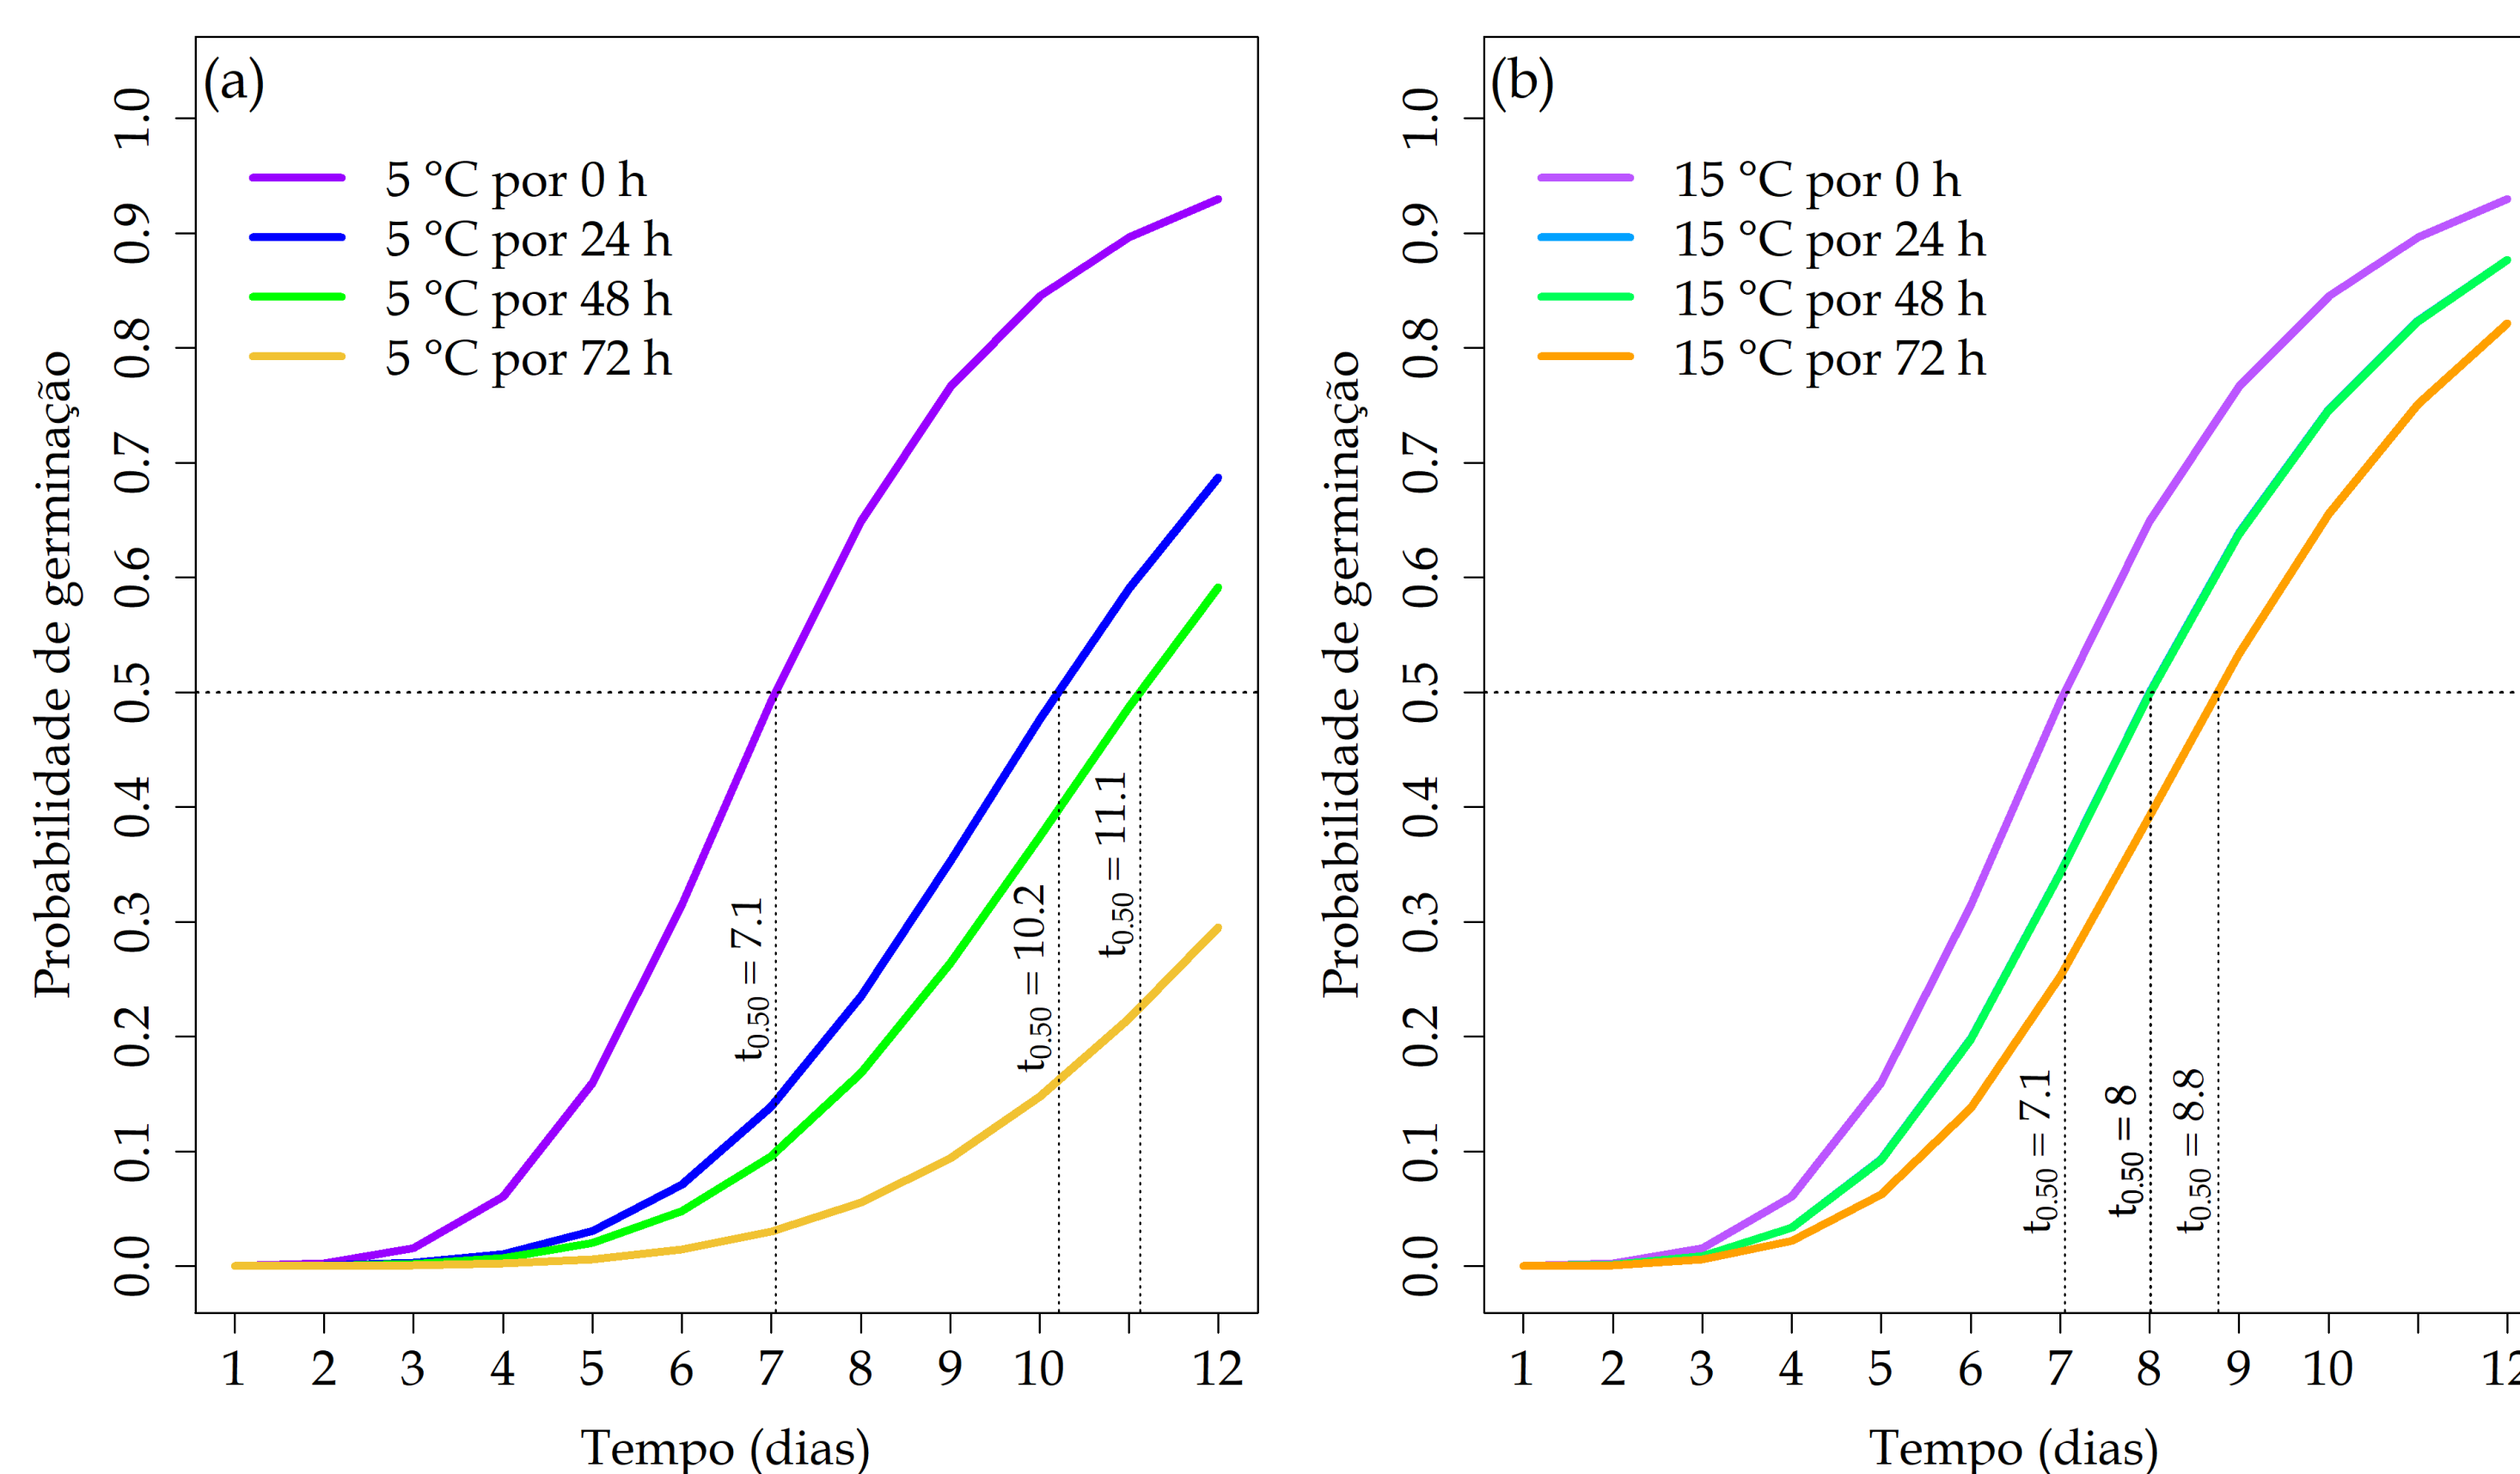 (a)
5 °C por 0 h
5 °C por 24 h
5 °C por 48 h
5 °C por 72 h
Probabilidade de germinação
1.0
0.9
0.8
0.7
0.6
0.5
0.4
0.3
0.2
0.1
0.0
t0.50 = 7.1
t0.50 = 10.2
t0.50 = 11.1
1 2 3 4 5 6 7 8 9 10 12
Tempo (dias)
(b)
15 °C por 0 h
15 °C por 24 h
15 °C por 48 h
15 °C por 72 h
Probabilidade de germinação
1.0
0.9
0.8
0.7
0.6
0.5
0.4
0.3
0.2
0.1
0.0
t0.50 = 7.1
t0.50 = 8
t0.50 = 8.8
1 2 3 4 5 6 7 8 9 10 12
Tempo (dias)